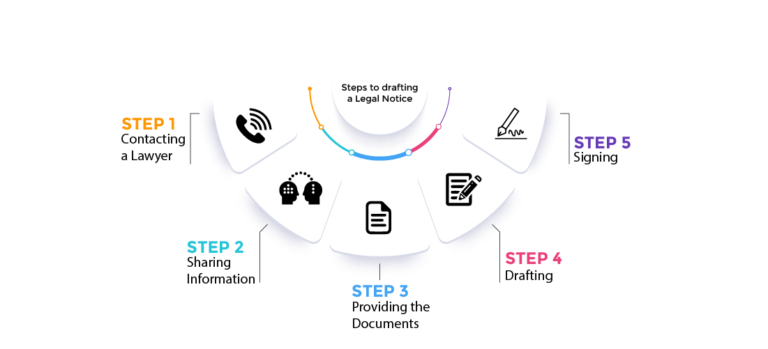 Steps to drafting
a Legal Notice
STEP 1
Contacting
a Lawyer
STEP 2
Sharing
Information
STEP 3
Providing the
Documents
STEP 4
Drafting
STEP 5
Signing